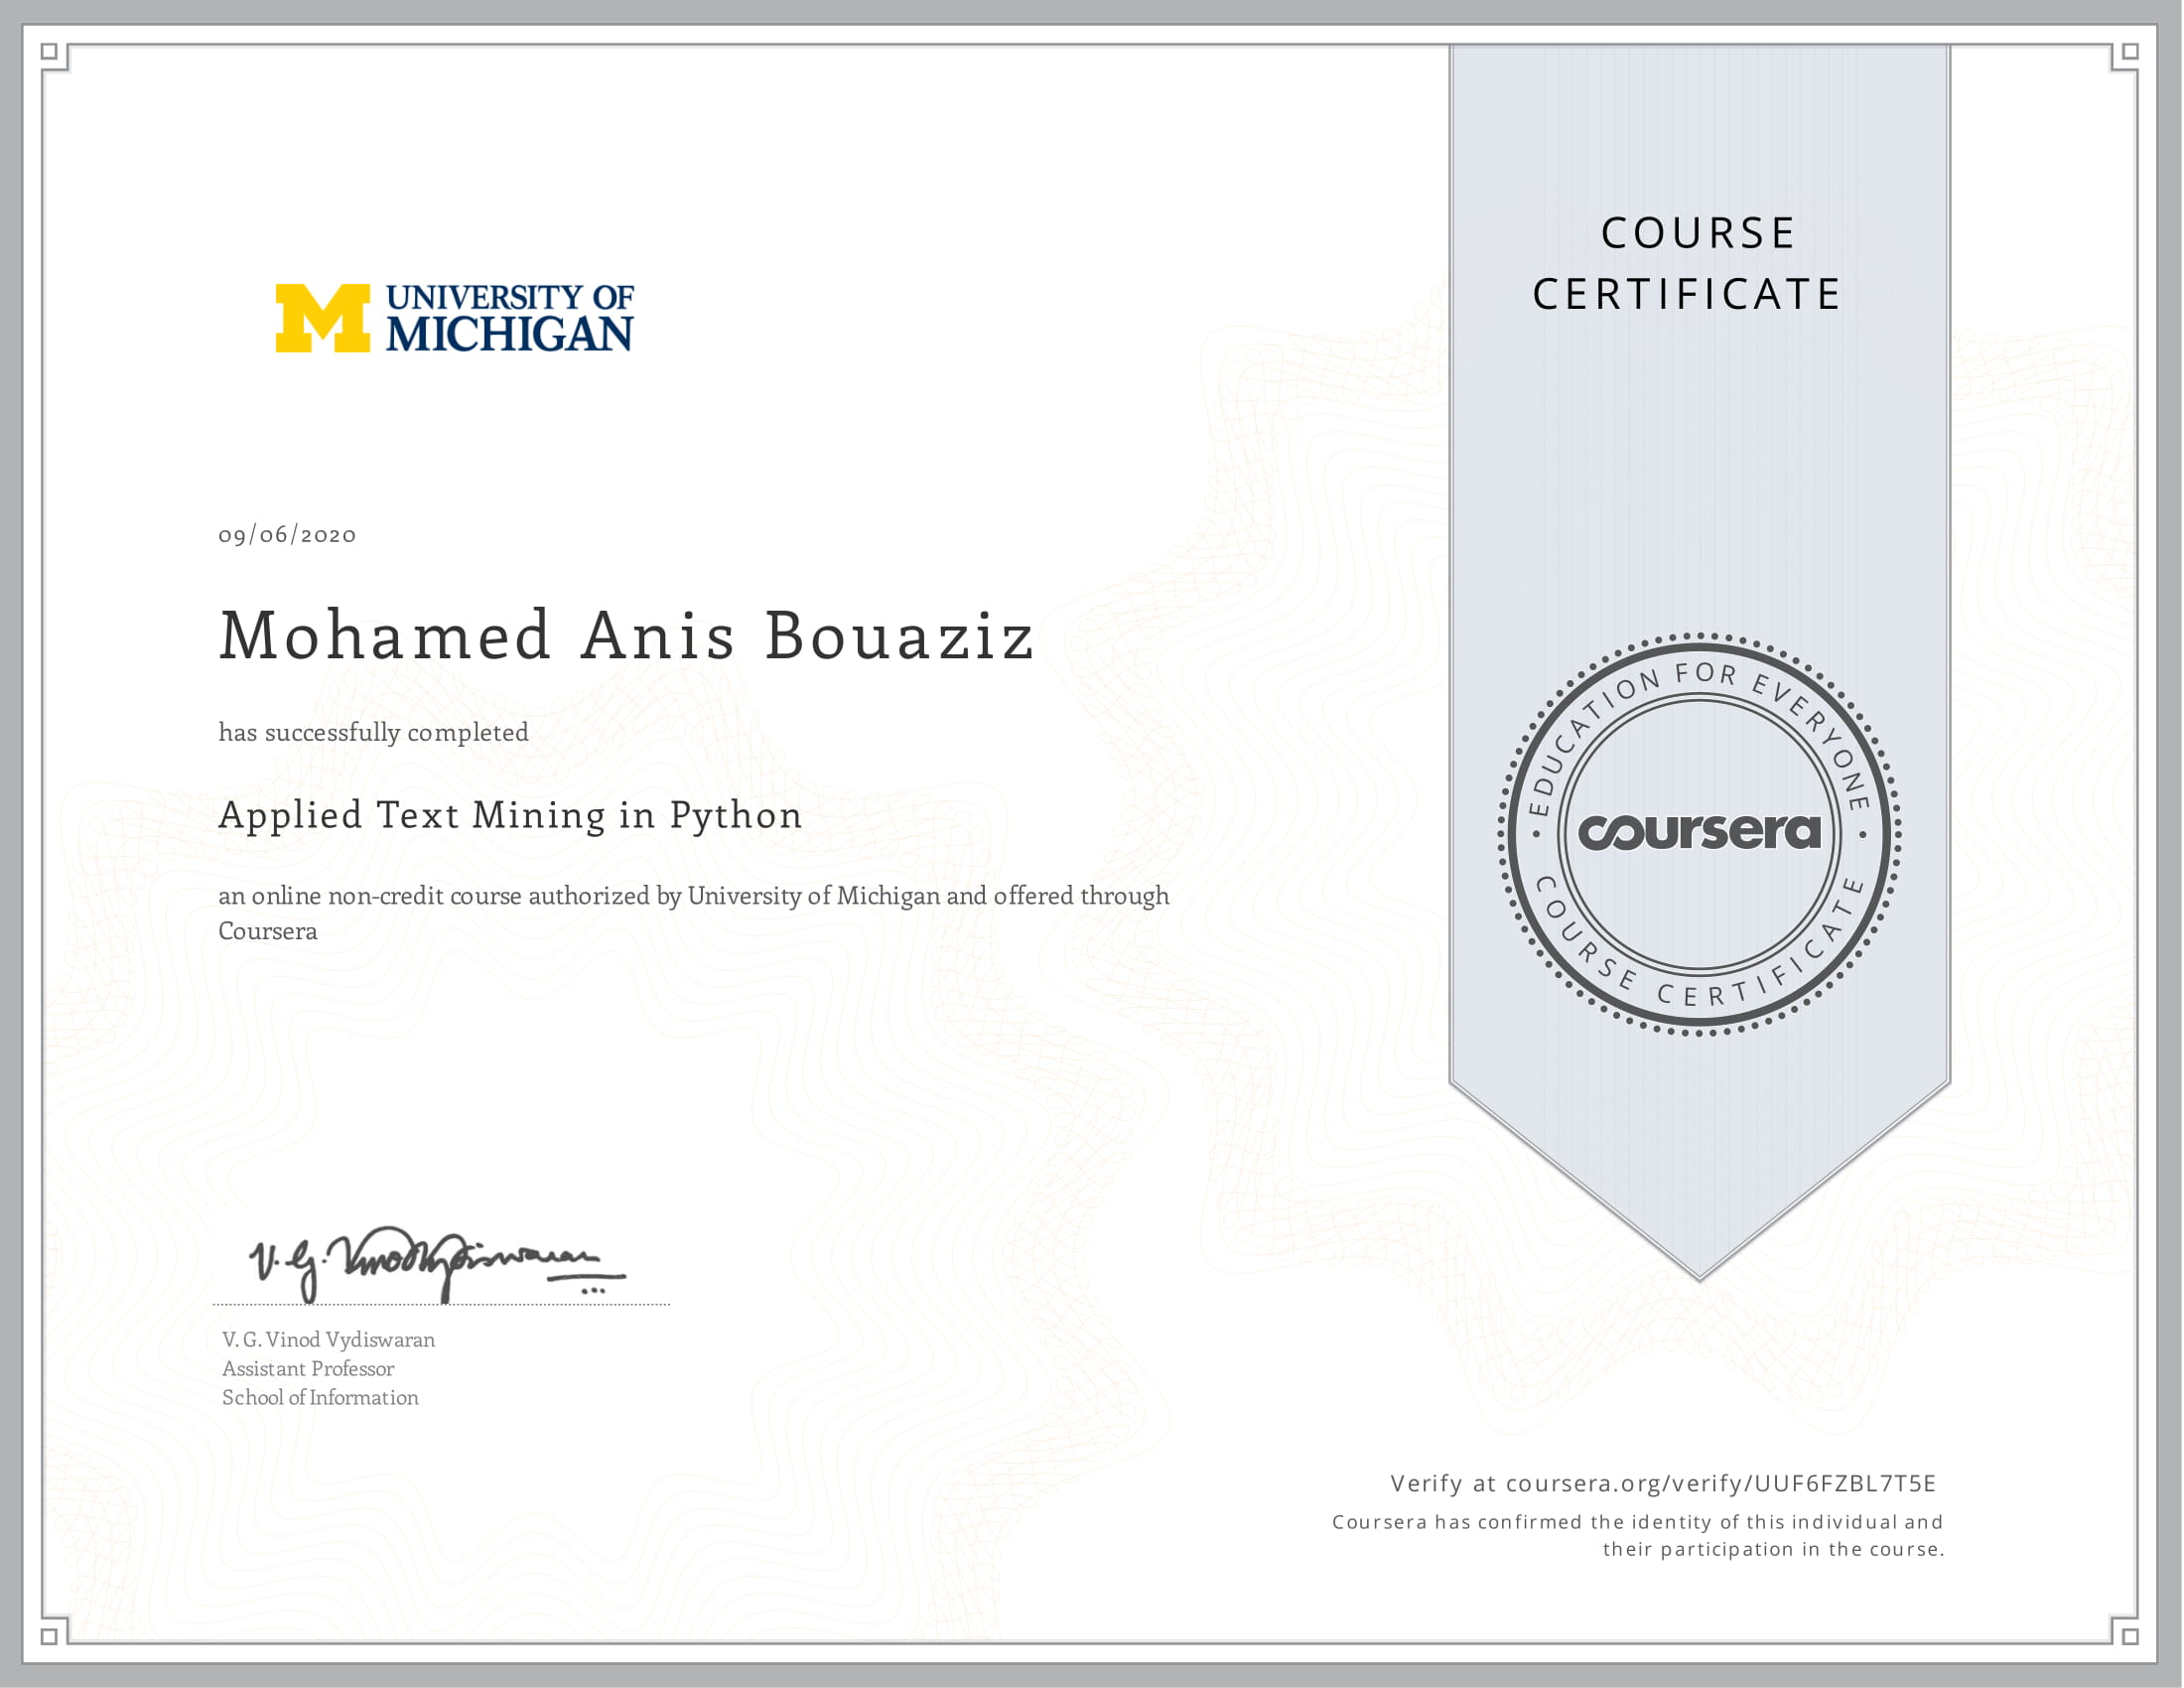 UNIVERSITY OF
MICHIGAN
COURSE
CERTIFICATE
09/06/2020
Mohamed Anis Bouaziz
has successfully completed
Applied Text Mining in Python
an online non-credit course authorized by University of Michigan and offered through
Coursera
EDUCATION FOR EVERYONE
coursera
COURSE CERTIFICATE
V. G. Vinod Vydiswaran
V. G. Vinod Vydiswaran
Assistant Professor
School of Information
Verify at coursera.org/verify/UUF6FZBL7T5E
Coursera has confirmed the identity of this individual and
their participation in the course.